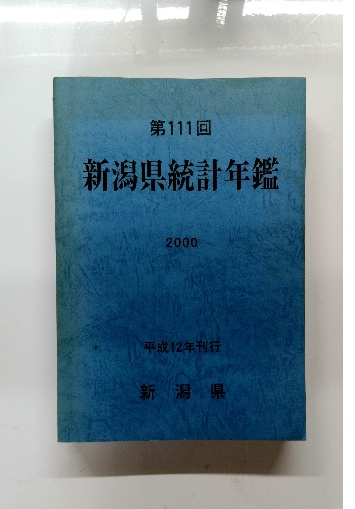 第111回
新潟県統計年鑑
2000
平成12年刊行
新潟県